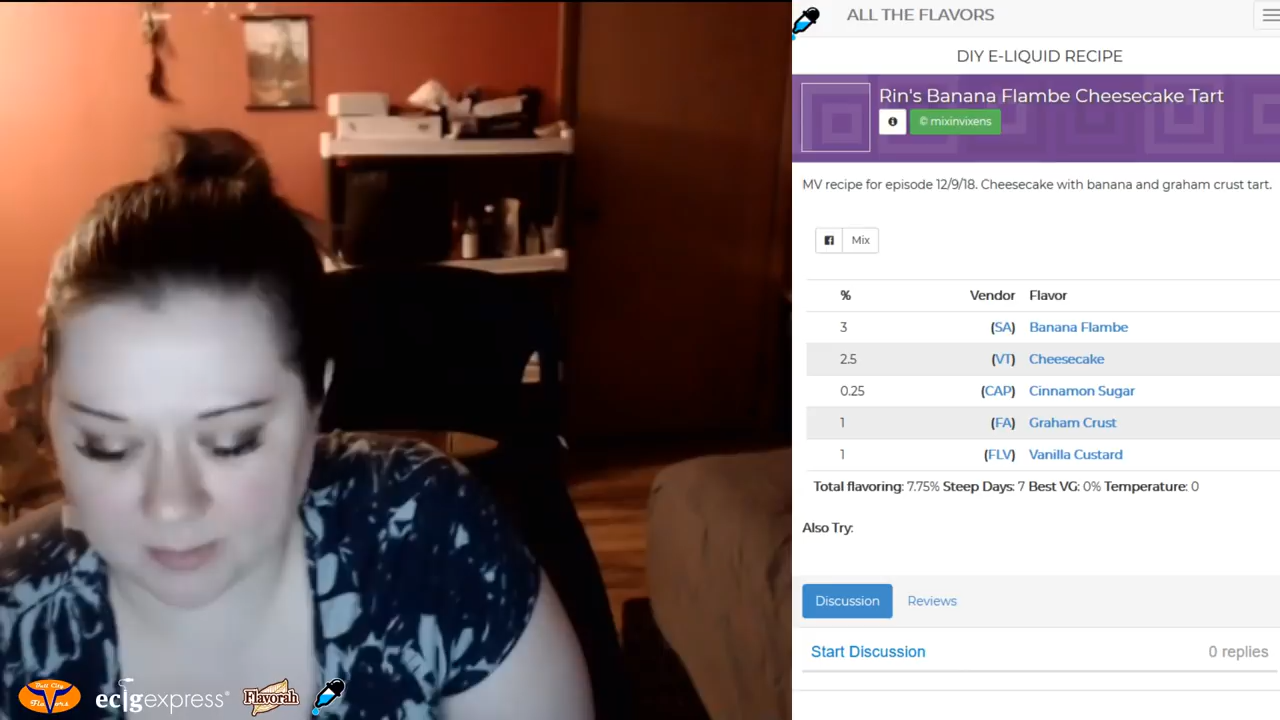 ALL THE FLAVORS
DIY E-LIQUID RECIPE
Rin's Banana Flambe Cheesecake Tart
© mixinvixens
MV recipe for episode 12/9/18. Cheesecake with banana and graham crust tart.
Mix
% Vendor Flavor
3 (SA) Banana Flambe
2.5 (VT) Cheesecake
0.25 (CAP) Cinnamon Sugar
1 (FA) Graham Crust
1 (FLV) Vanilla Custard
Total flavoring: 7.75% Steep Days: 7 Best VG: 0% Temperature: 0
Also Try:
Discussion Reviews
Start Discussion 0 replies
ecigexpress®
Flavorah